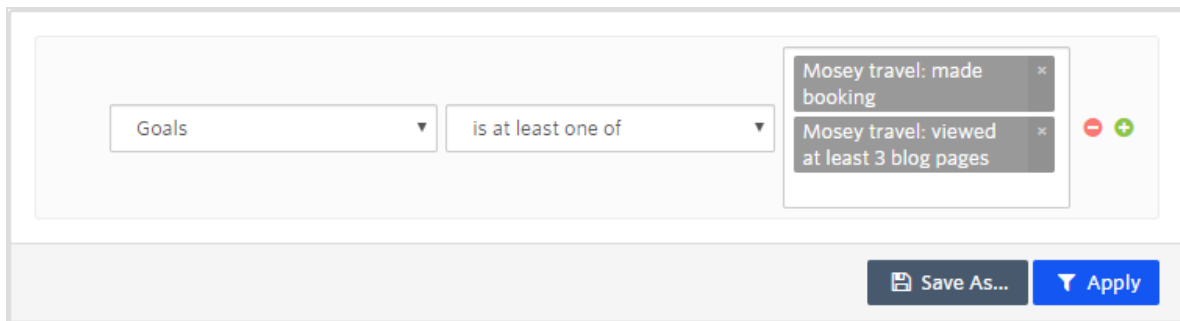 Goals
is at least one of
Mosey travel: made
booking
Mosey travel: viewed
at least 3 blog pages
Save As...
Apply